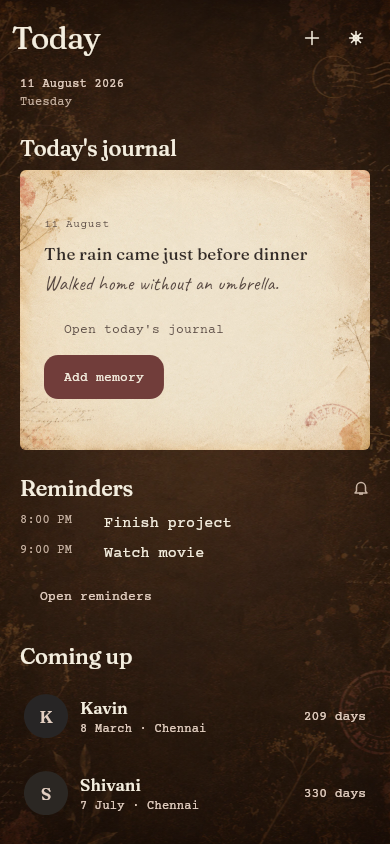 Today
11 August 2026
Tuesday
Today's journal
11 August
The rain came just before dinner
Walked home without an umbrella.
Open today's journal
Add memory
Reminders
8:00 PM Finish project
9:00 PM Watch movie
Open reminders
Coming up
K
Kavin
8 March · Chennai
209 days
S
Shivani
7 July · Chennai
330 days